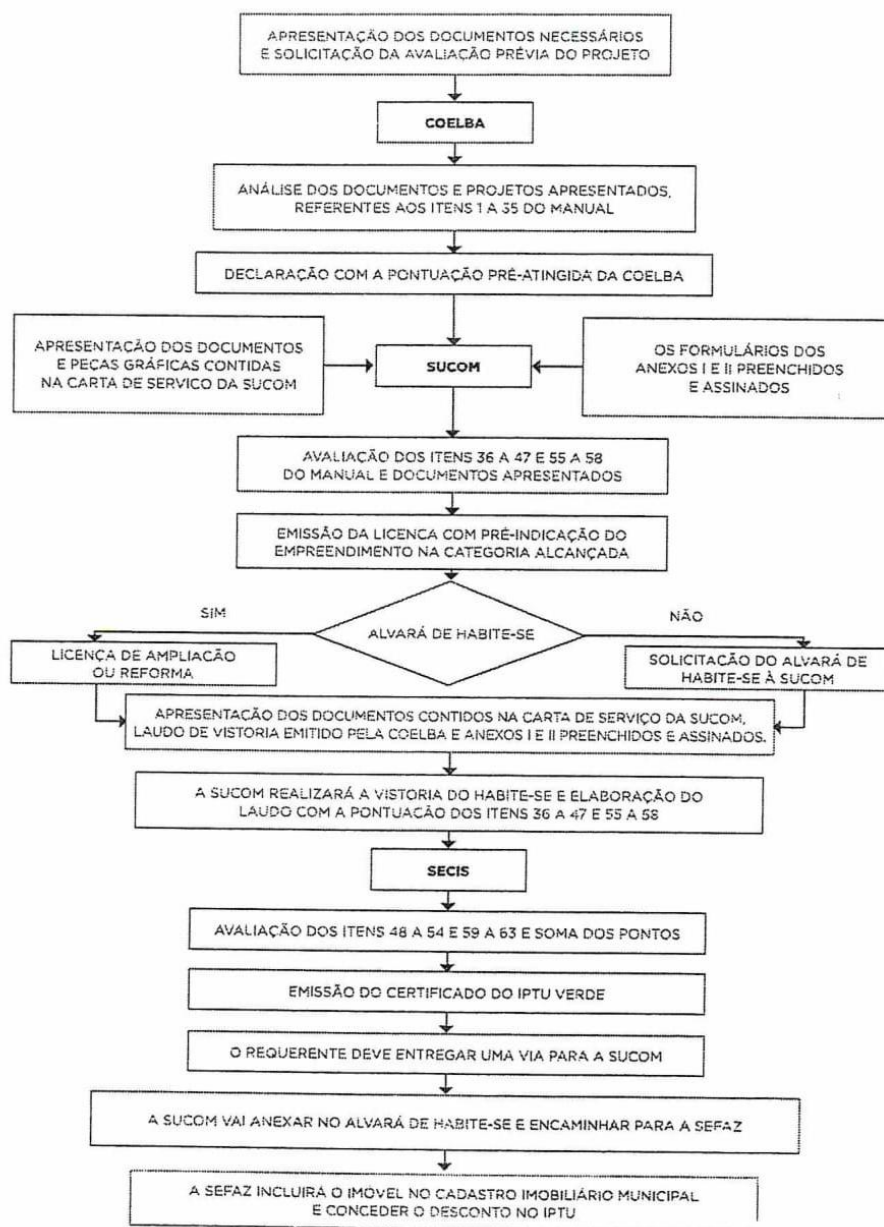 APRESENTAÇÃO DOS DOCUMENTOS NECESSÁRIOS
E SOLICITAÇÃO DA AVALIAÇÃO PRÉVIA DO PROJETO
COELBA
ANÁLISE DOS DOCUMENTOS E PROJETOS APRESENTADOS,
REFERENTES AOS ITENS 1 A 35 DO MANUAL
DECLARAÇÃO COM A PONTUAÇÃO PRÉ-ATINGIDA DA COELBA
APRESENTAÇÃO DOS DOCUMENTOS
E PEÇAS GRÁFICAS CONTIDAS
NA CARTA DE SERVICO DA SUCOM
SUCOM
OS FORMULÁRIOS DOS
ANEXOS I E II PREENCHIDOS
E ASSINADOS
AVALIAÇÃO DOS ITENS 36 A 47 E 55 A 58
DO MANUAL E DOCUMENTOS APRESENTADOS
EMISSÃO DA LICENCA COM PRÉ-INDICAÇÃO DO
EMPREENDIMENTO NA CATEGORIA ALCANÇADA
SIM
ALVARÁ DE HABITE-SE
NÃO
LICENÇA DE AMPLIAÇÃO
OU REFORMA
SOLICITAÇÃO DO ALVARÁ DE
HABITE-SE À SUCOM
APRESENTAÇÃO DOS DOCUMENTOS CONTIDOS NA CARTA DE SERVIÇO DA SUCOM,
LAUDO DE VISTORIA EMITIDO PELA COELBA E ANEXOS I E II PREENCHIDOS E ASSINADOS.
A SUCOM REALIZARÁ A VISTORIA DO HABITE-SE E ELABORAÇÃO DO
LAUDO COM A PONTUAÇÃO DOS ITENS 36 A 47 E 55 A 58
SECIS
AVALIAÇÃO DOS ITENS 48 A 54 E 59 A 63 E SOMA DOS PONTOS
EMISSÃO DO CERTIFICADO DO IPTU VERDE
O REQUERENTE DEVE ENTREGAR UMA VIA PARA A SUCOM
A SUCOM VAI ANEXAR NO ALVARÁ DE HABITE-SE E ENCAMINHAR PARA A SEFAZ
A SEFAZ INCLUIRÁ O IMÓVEL NO CADASTRO IMOBILIÁRIO MUNICIPAL
E CONCEDER O DESCONTO NO IPTU